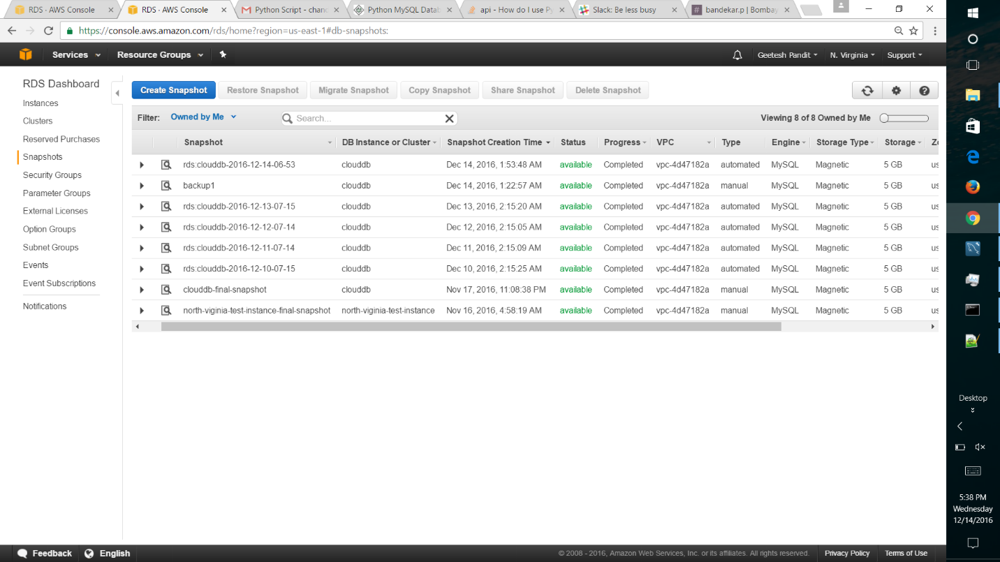 RDS · AWS Console
RDS · AWS Console
Python Script - chan
Python MySQL Datab
api - How do I use Py
Slack: Be less busy
bandekar.p | Bombay
https://console.aws.amazon.com/rds/home?region=us-east-1#db-snapshots:
Services Resource Groups Geetesh Pandit N. Virginia Support
RDS Dashboard
Instances
Clusters
Reserved Purchases
Snapshots
Security Groups
Parameter Groups
External Licenses
Option Groups
Subnet Groups
Events
Event Subscriptions
Notifications
Create Snapshot Restore Snapshot Migrate Snapshot Copy Snapshot Share Snapshot Delete Snapshot
Filter: Owned by Me Search... Viewing 8 of 8 Owned by Me
Snapshot DB Instance or Cluster Snapshot Creation Time Status Progress VPC Type Engine Storage Type Storage Zo
rds:clouddb-2016-12-14-06-53 clouddb Dec 14, 2016, 1:53:48 AM available Completed vpc-4d47182a automated MySQL Magnetic 5 GB us
backup1 clouddb Dec 14, 2016, 1:22:57 AM available Completed vpc-4d47182a manual MySQL Magnetic 5 GB us
rds:clouddb-2016-12-13-07-15 clouddb Dec 13, 2016, 2:15:20 AM available Completed vpc-4d47182a automated MySQL Magnetic 5 GB us
rds:clouddb-2016-12-12-07-14 clouddb Dec 12, 2016, 2:15:05 AM available Completed vpc-4d47182a automated MySQL Magnetic 5 GB us
rds:clouddb-2016-12-11-07-14 clouddb Dec 11, 2016, 2:15:09 AM available Completed vpc-4d47182a automated MySQL Magnetic 5 GB us
rds:clouddb-2016-12-10-07-15 clouddb Dec 10, 2016, 2:15:25 AM available Completed vpc-4d47182a automated MySQL Magnetic 5 GB us
clouddb-final-snapshot clouddb Nov 17, 2016, 11:08:38 PM available Completed vpc-4d47182a manual MySQL Magnetic 5 GB us
north-viginia-test-instance-final-snapshot north-viginia-test-instance Nov 16, 2016, 4:58:19 AM available Completed vpc-4d47182a manual MySQL Magnetic 5 GB us
Feedback English © 2008 - 2016, Amazon Web Services, Inc. or its affiliates. All rights reserved. Privacy Policy Terms of Use
Desktop
5:38 PM
Wednesday
12/14/2016